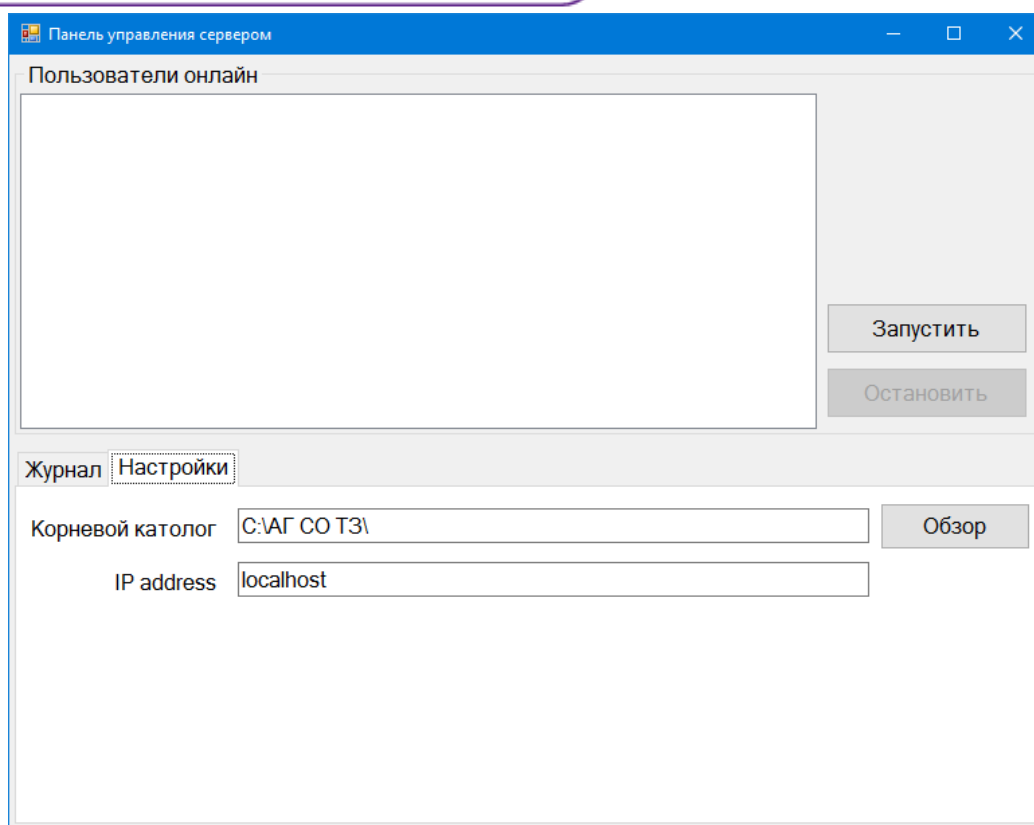 Панель управления сервером
Пользователи онлайн
Запустить
Остановить
Журнал Настройки
Корневой католог C:\АГ СО ТЗ\ Обзор
IP address localhost